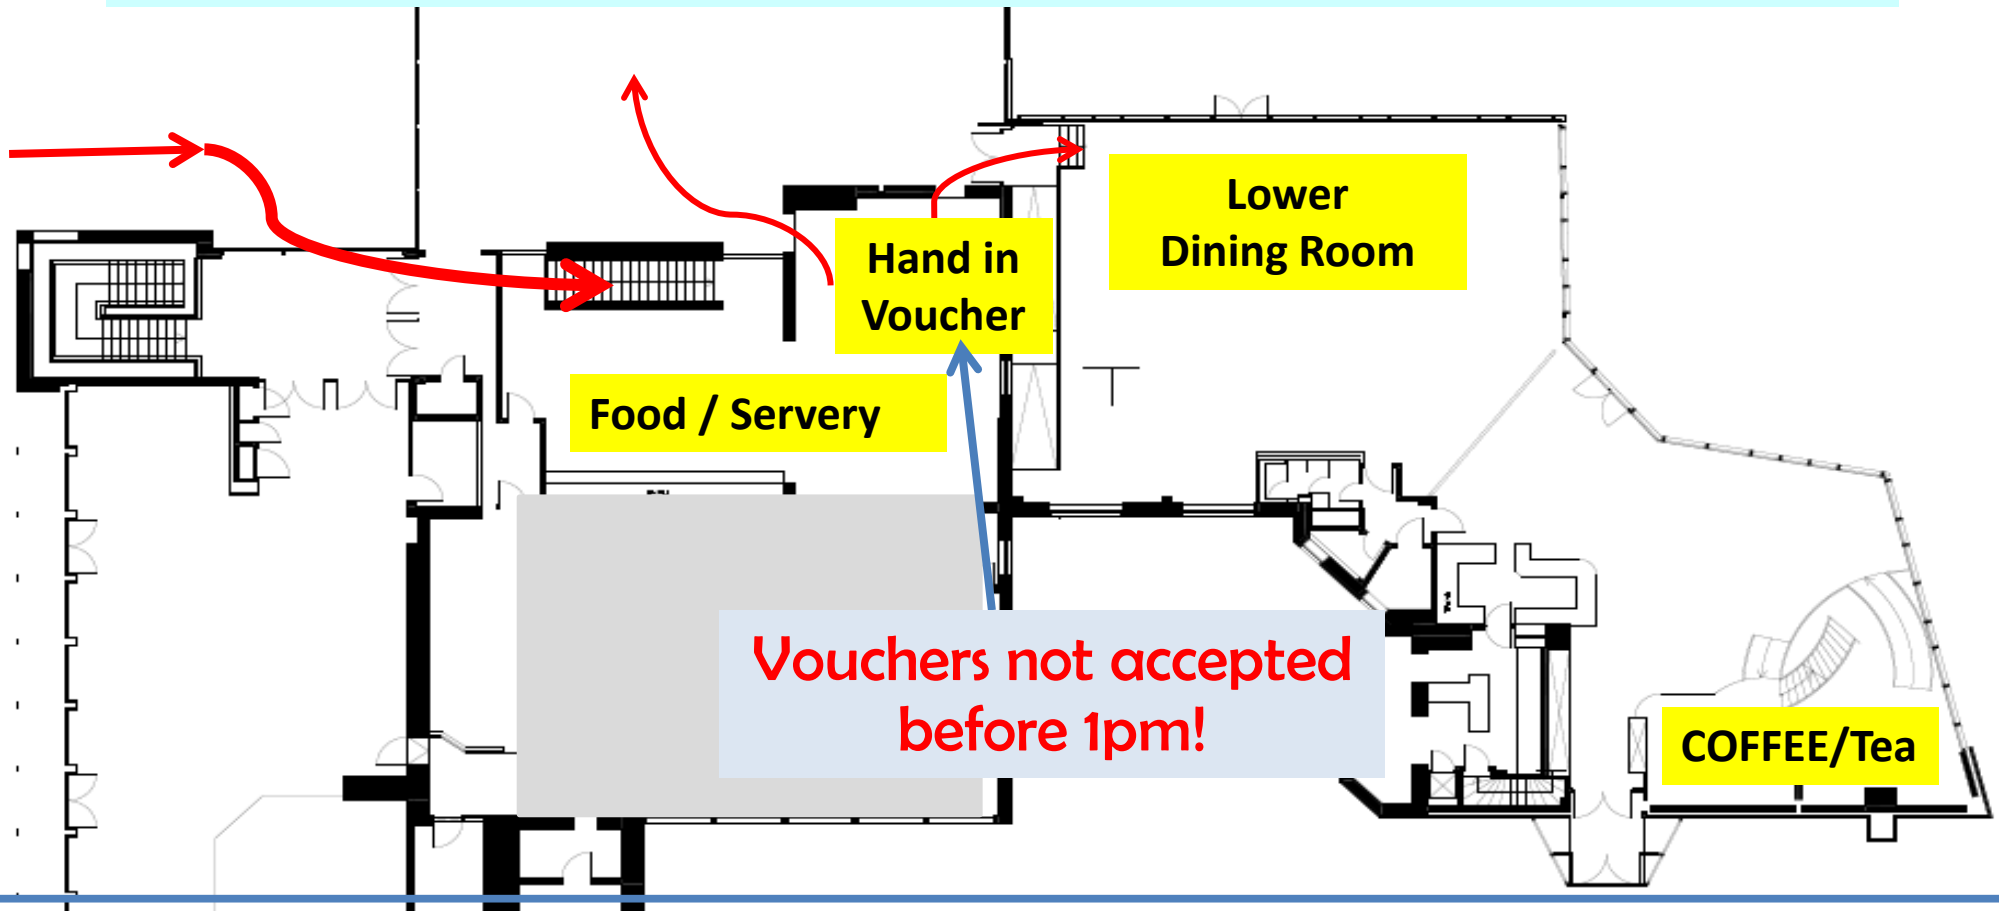 Lower
Dining Room
Hand in
Voucher
Food / Servery
Vouchers not accepted
before 1pm!
COFFEE/Tea